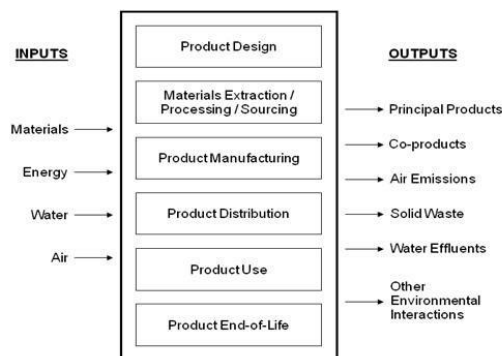 INPUTS
Materials
Energy
Water
Air
Product Design
Materials Extraction /
Processing / Sourcing
Product Manufacturing
Product Distribution
Product Use
Product End-of-Life
OUTPUTS
Principal Products
Co-products
Air Emissions
Solid Waste
Water Effluents
Other
Environmental
Interactions